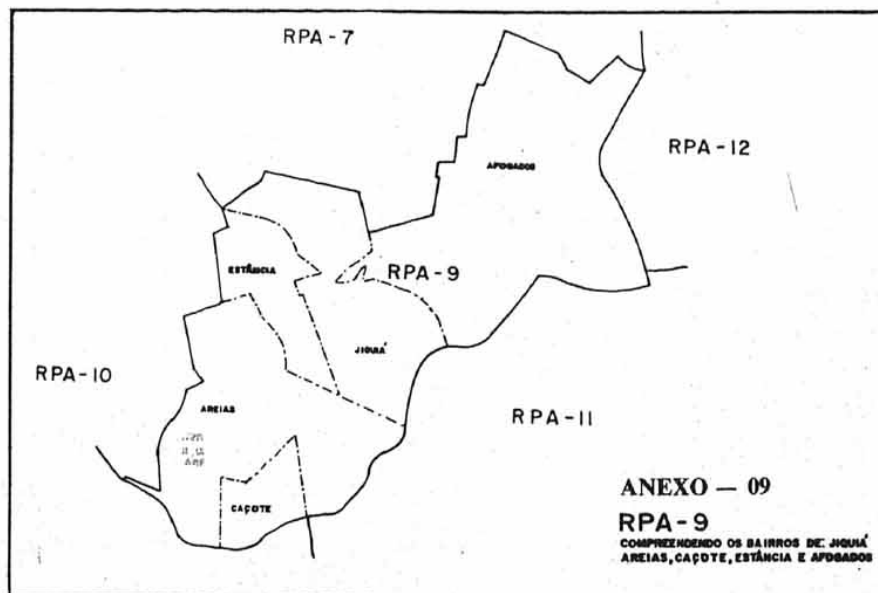 RPA-7
RPA-12
AFOGADOS
ESTÂNCIA
RPA-9
JIQUIÁ
RPA-10
AREIAS
RPA-11
CAÇOTE
ANEXO — 09
RPA-9
COMPREENDENDO OS BAIRROS DE: JIQUIÁ
AREIAS, CAÇOTE, ESTÂNCIA E AFOGADOS